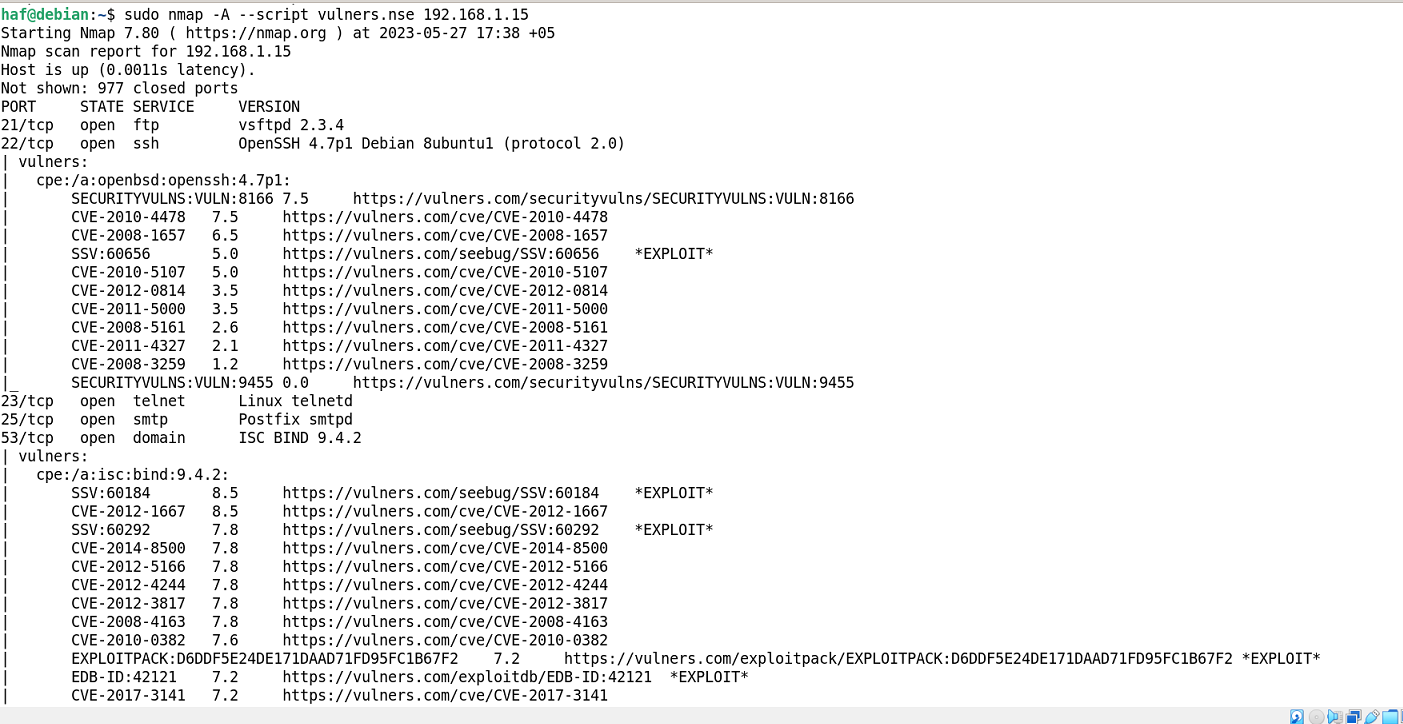 haf@debian:~$ sudo nmap -A --script vulners.nse 192.168.1.15
Starting Nmap 7.80 ( https://nmap.org ) at 2023-05-27 17:38 +05
Nmap scan report for 192.168.1.15
Host is up (0.0011s latency).
Not shown: 977 closed ports
PORT     STATE SERVICE     VERSION
21/tcp   open  ftp         vsftpd 2.3.4
22/tcp   open  ssh         OpenSSH 4.7p1 Debian 8ubuntu1 (protocol 2.0)
| vulners:
|   cpe:/a:openbsd:openssh:4.7p1:
|       SECURITYVULNS:VULN:8166 7.5     https://vulners.com/securityvulns/SECURITYVULNS:VULN:8166
|       CVE-2010-4478   7.5     https://vulners.com/cve/CVE-2010-4478
|       CVE-2008-1657   6.5     https://vulners.com/cve/CVE-2008-1657
|       SSV:60656       5.0     https://vulners.com/seebug/SSV:60656    *EXPLOIT*
|       CVE-2010-5107   5.0     https://vulners.com/cve/CVE-2010-5107
|       CVE-2012-0814   3.5     https://vulners.com/cve/CVE-2012-0814
|       CVE-2011-5000   3.5     https://vulners.com/cve/CVE-2011-5000
|       CVE-2008-5161   2.6     https://vulners.com/cve/CVE-2008-5161
|       CVE-2011-4327   2.1     https://vulners.com/cve/CVE-2011-4327
|       CVE-2008-3259   1.2     https://vulners.com/cve/CVE-2008-3259
|_      SECURITYVULNS:VULN:9455 0.0     https://vulners.com/securityvulns/SECURITYVULNS:VULN:9455
23/tcp   open  telnet      Linux telnetd
25/tcp   open  smtp        Postfix smtpd
53/tcp   open  domain      ISC BIND 9.4.2
| vulners:
|   cpe:/a:isc:bind:9.4.2:
|       SSV:60184       8.5     https://vulners.com/seebug/SSV:60184    *EXPLOIT*
|       CVE-2012-1667   8.5     https://vulners.com/cve/CVE-2012-1667
|       SSV:60292       7.8     https://vulners.com/seebug/SSV:60292    *EXPLOIT*
|       CVE-2014-8500   7.8     https://vulners.com/cve/CVE-2014-8500
|       CVE-2012-5166   7.8     https://vulners.com/cve/CVE-2012-5166
|       CVE-2012-4244   7.8     https://vulners.com/cve/CVE-2012-4244
|       CVE-2012-3817   7.8     https://vulners.com/cve/CVE-2012-3817
|       CVE-2008-4163   7.8     https://vulners.com/cve/CVE-2008-4163
|       CVE-2010-0382   7.6     https://vulners.com/cve/CVE-2010-0382
|       EXPLOITPACK:D6DDF5E24DE171DAAD71FD95FC1B67F2    7.2     https://vulners.com/exploitpack/EXPLOITPACK:D6DDF5E24DE171DAAD71FD95FC1B67F2 *EXPLOIT*
|       EDB-ID:42121    7.2     https://vulners.com/exploitdb/EDB-ID:42121  *EXPLOIT*
|       CVE-2017-3141   7.2     https://vulners.com/cve/CVE-2017-3141